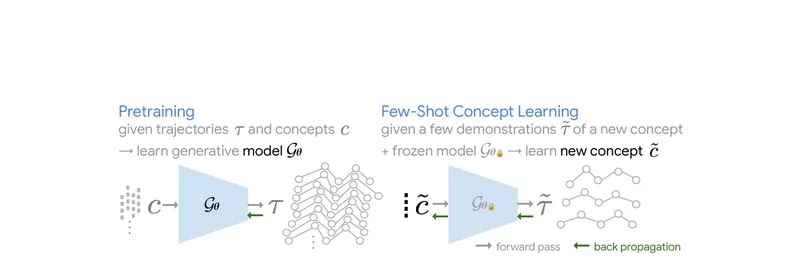 Pretraining
given trajectories τ and concepts c
→ learn generative model 𝒢θ
c
𝒢θ
τ
Few-Shot Concept Learning
given a few demonstrations τ̃ of a new concept
+ frozen model 𝒢θ🔒 → learn new concept c̃
c̃
𝒢θ🔒
τ̃
→ forward pass ← back propagation